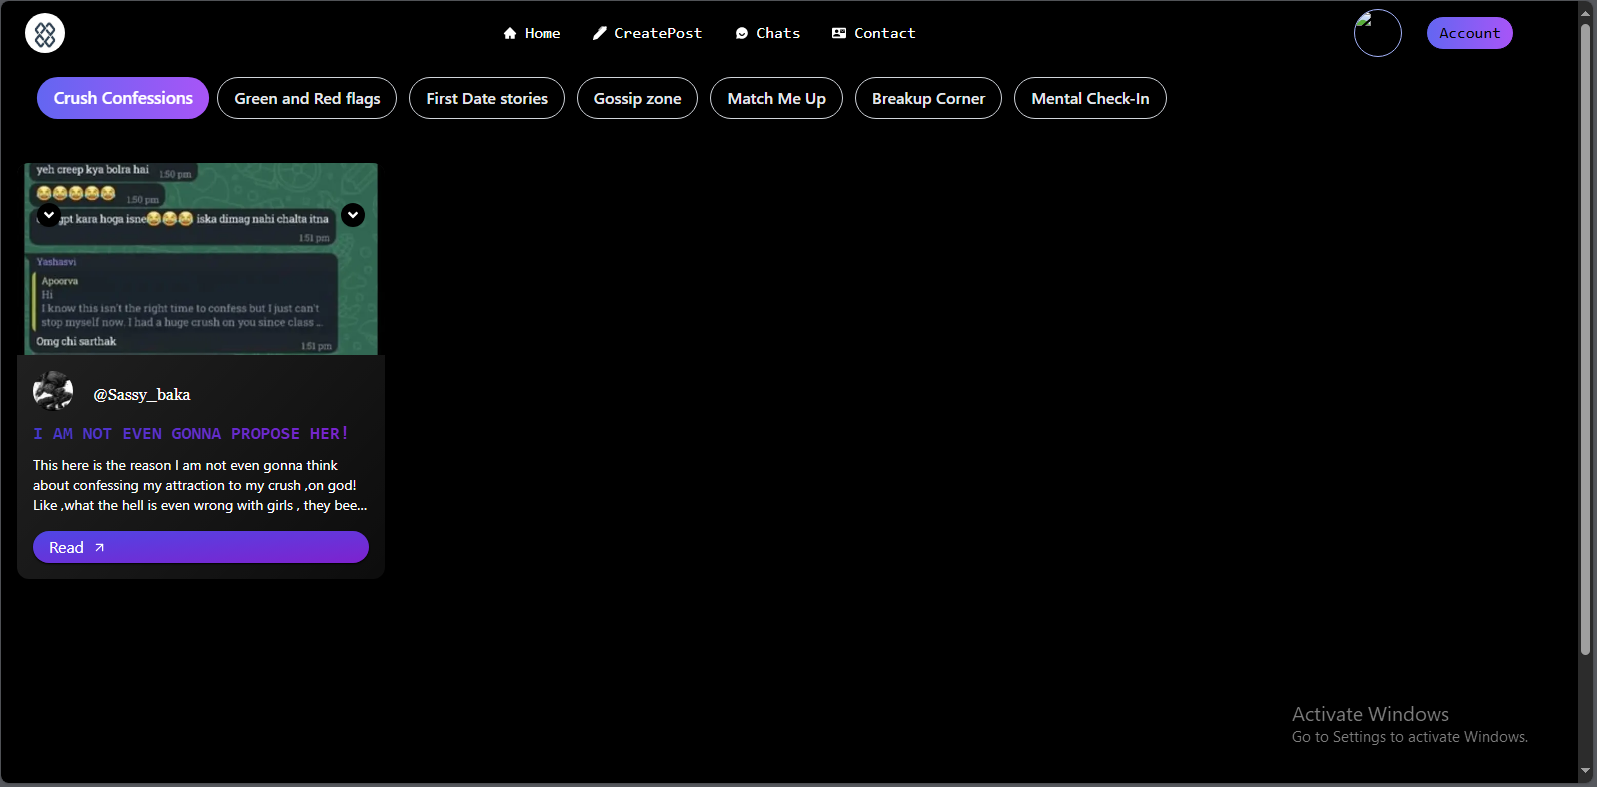 Home CreatePost Chats Contact Account
Crush Confessions Green and Red flags First Date stories Gossip zone Match Me Up Breakup Corner Mental Check-In
yeh creep kya bolra hai 1:50 pm
😂😂😂😂😂 1:50 pm
gpt kara hoga isne😂😂😂 iska dimag nahi chalta itna
1:51 pm
Yashasvi
Apoorva
Hi
I know this isn't the right time to confess but I just can't
stop myself now. I had a huge crush on you since class ...
Omg chi sarthak 1:51 pm
@Sassy_baka
I AM NOT EVEN GONNA PROPOSE HER!
This here is the reason I am not even gonna think
about confessing my attraction to my crush ,on god!
Like ,what the hell is even wrong with girls , they bee...
Read
Activate Windows
Go to Settings to activate Windows.